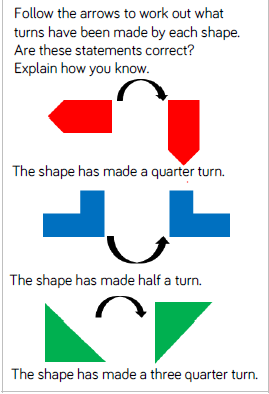 Follow the arrows to work out what
turns have been made by each shape.
Are these statements correct?
Explain how you know.
The shape has made a quarter turn.
The shape has made half a turn.
The shape has made a three quarter turn.